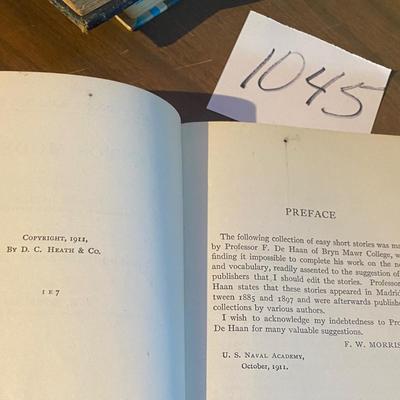 1045
COPYRIGHT, 1911,
BY D. C. HEATH & CO.
1 E 7
PREFACE
The following collection of easy short stories was
by Professor F. De Haan of Bryn Mawr College,
finding it impossible to complete his work on the
and vocabulary, readily assented to the suggestion of
publishers that I should edit the stories. Professor
Haan states that these stories appeared in Madrid
tween 1885 and 1897 and were afterwards
collections by various authors.
I wish to acknowledge my indebtedness to
De Haan for many valuable suggestions.
F. W. MORRIS
U. S. NAVAL ACADEMY,
October, 1911.